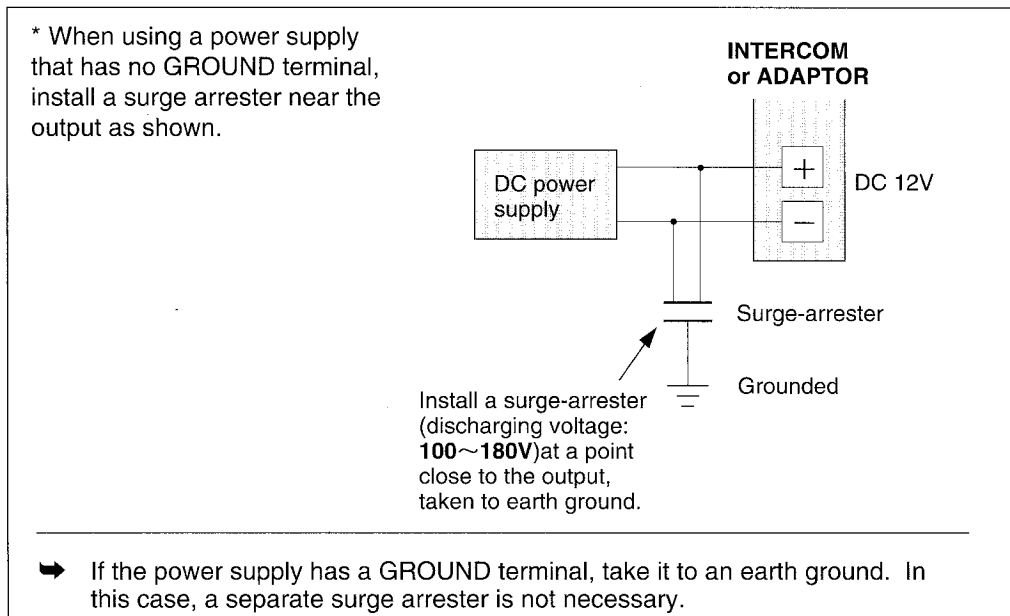 * When using a power supply
that has no GROUND terminal,
install a surge arrester near the
output as shown.
INTERCOM
or ADAPTOR
DC power
supply
+
−
DC 12V
Surge-arrester
Grounded
Install a surge-arrester
(discharging voltage:
100～180V)at a point
close to the output,
taken to earth ground.
➥ If the power supply has a GROUND terminal, take it to an earth ground. In
this case, a separate surge arrester is not necessary.